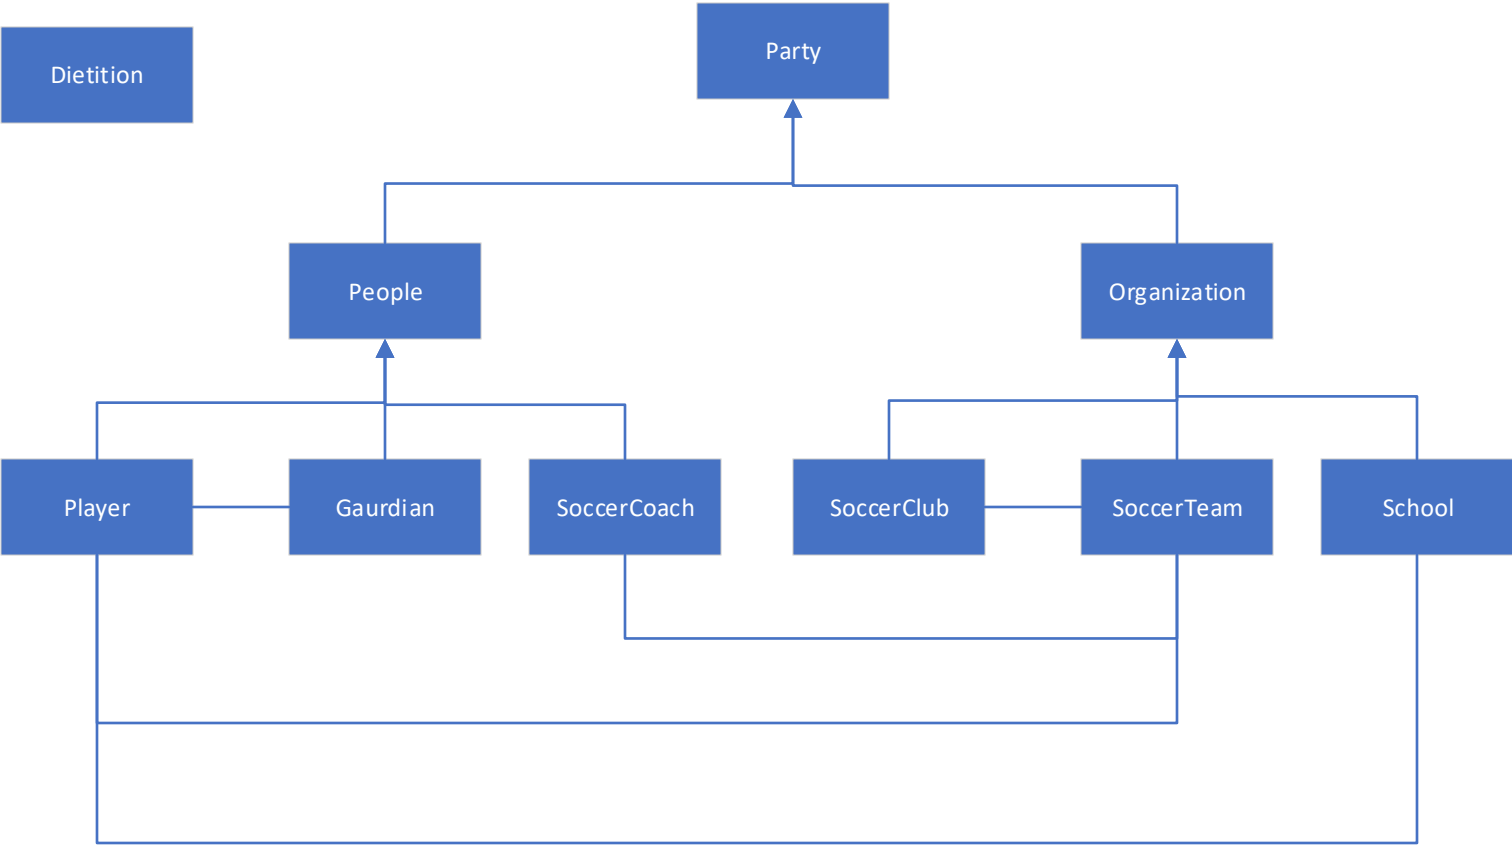 Party
Dietition
People
Organization
Player
Gaurdian
SoccerCoach
SoccerClub
SoccerTeam
School